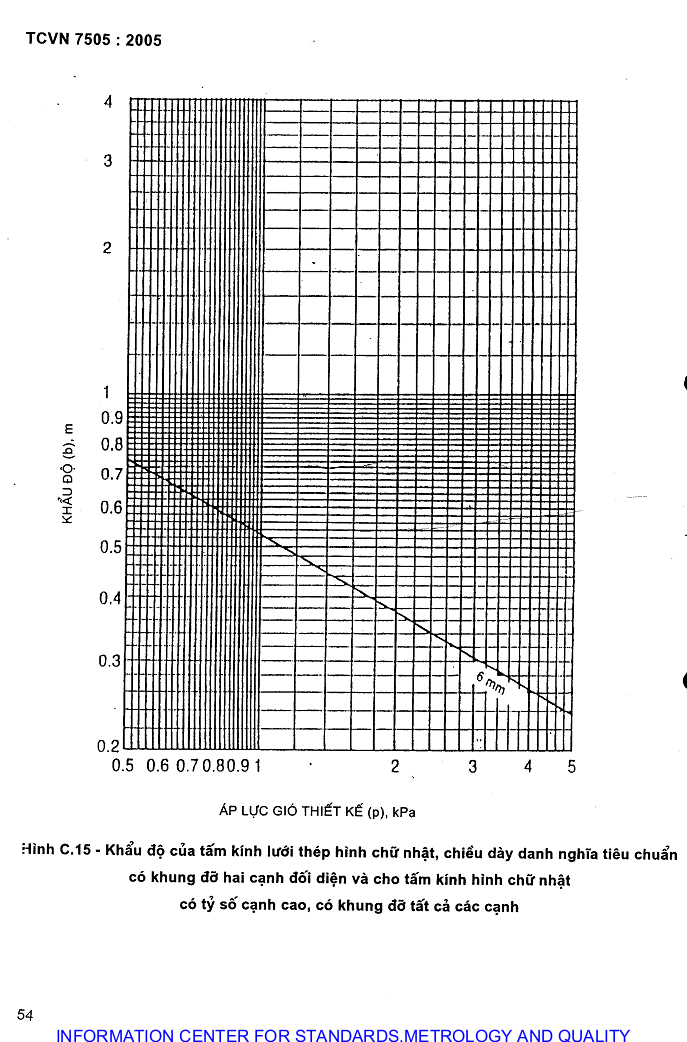 TCVN 7505 : 2005
4
3
2
1
0.9
0.8
0.7
0.6
0.5
0.4
0.3
0.2
KHẨU ĐỘ (b), m
6 mm
0.5 0.6 0.7 0.8 0.9 1 2 3 4 5
ÁP LỰC GIÓ THIẾT KẾ (p), kPa
Hình C.15 - Khẩu độ của tấm kính lưới thép hình chữ nhật, chiều dày danh nghĩa tiêu chuẩn
có khung đỡ hai cạnh đối diện và cho tấm kính hình chữ nhật
có tỷ số cạnh cao, có khung đỡ tất cả các cạnh
54
INFORMATION CENTER FOR STANDARDS.METROLOGY AND QUALITY